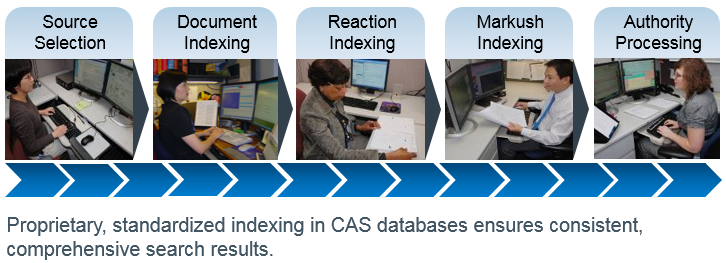 Source
Selection
Document
Indexing
Reaction
Indexing
Markush
Indexing
Authority
Processing
Proprietary, standardized indexing in CAS databases ensures consistent,
comprehensive search results.